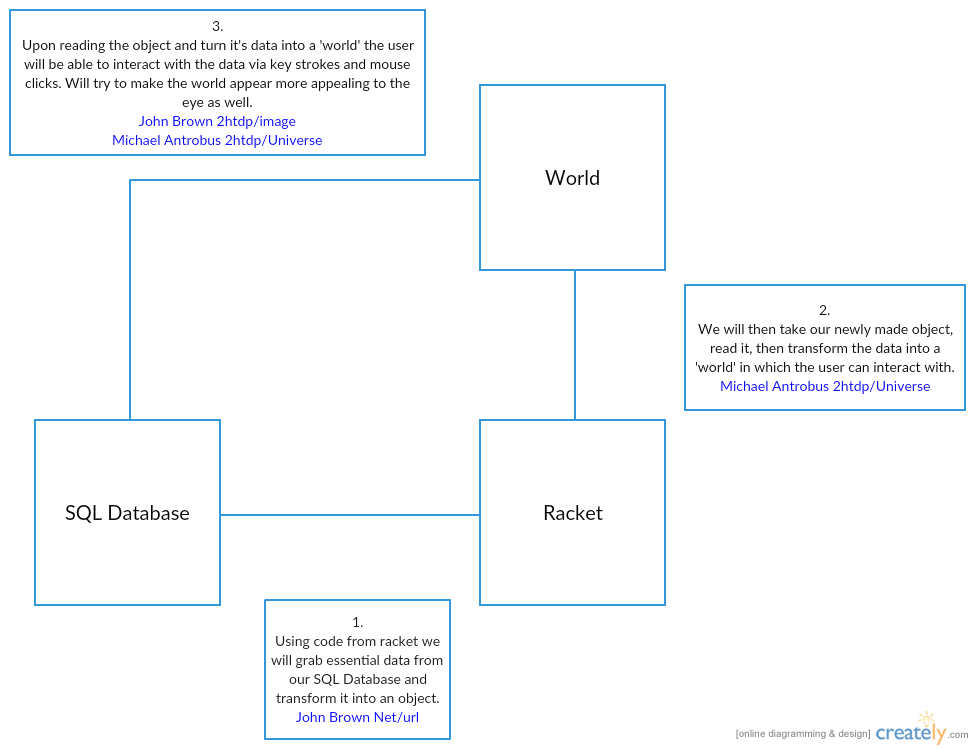 3.
Upon reading the object and turn it's data into a 'world' the user
will be able to interact with the data via key strokes and mouse
clicks. Will try to make the world appear more appealing to the
eye as well.
John Brown 2htdp/image
Michael Antrobus 2htdp/Universe
World
2.
We will then take our newly made object,
read it, then transform the data into a
'world' in which the user can interact with.
Michael Antrobus 2htdp/Universe
SQL Database
Racket
1.
Using code from racket we
will grab essential data from
our SQL Database and
transform it into an object.
John Brown Net/url
[online diagramming & design] creately.com